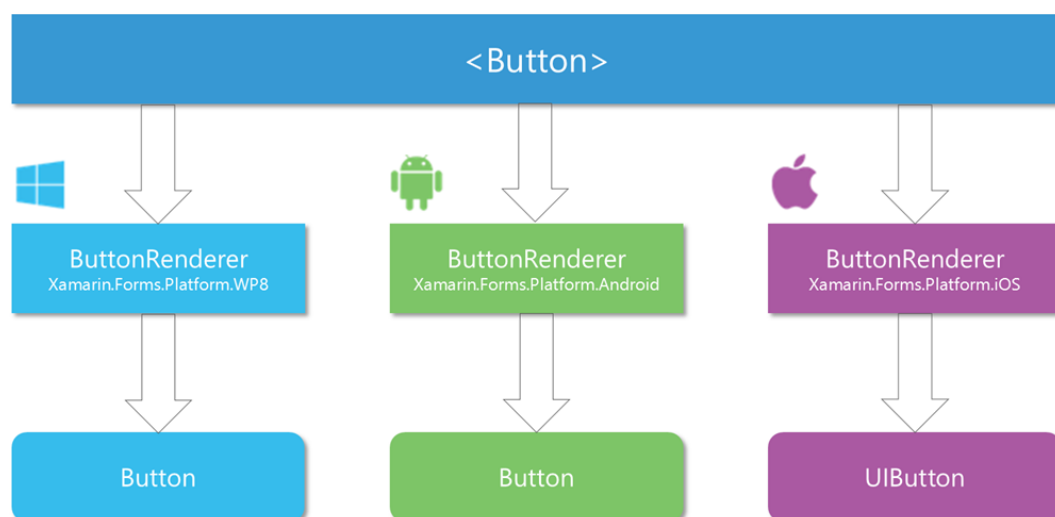 <Button>
ButtonRenderer
Xamarin.Forms.Platform.WP8
ButtonRenderer
Xamarin.Forms.Platform.Android
ButtonRenderer
Xamarin.Forms.Platform.iOS
Button
Button
UIButton